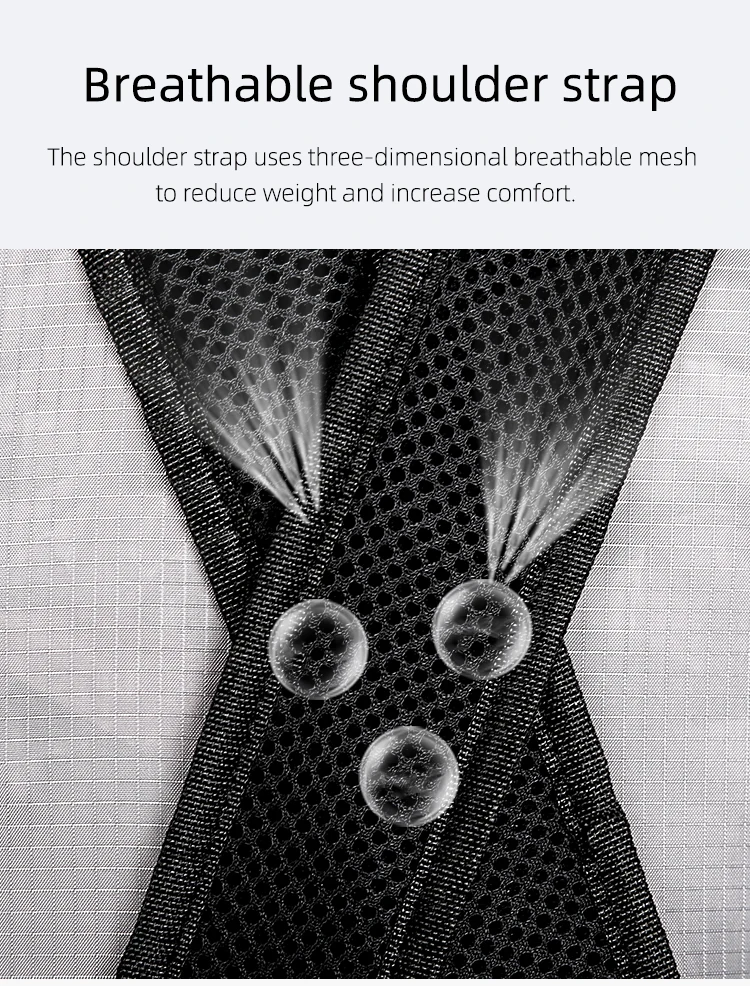 Breathable shoulder strap
The shoulder strap uses three-dimensional breathable mesh
to reduce weight and increase comfort.